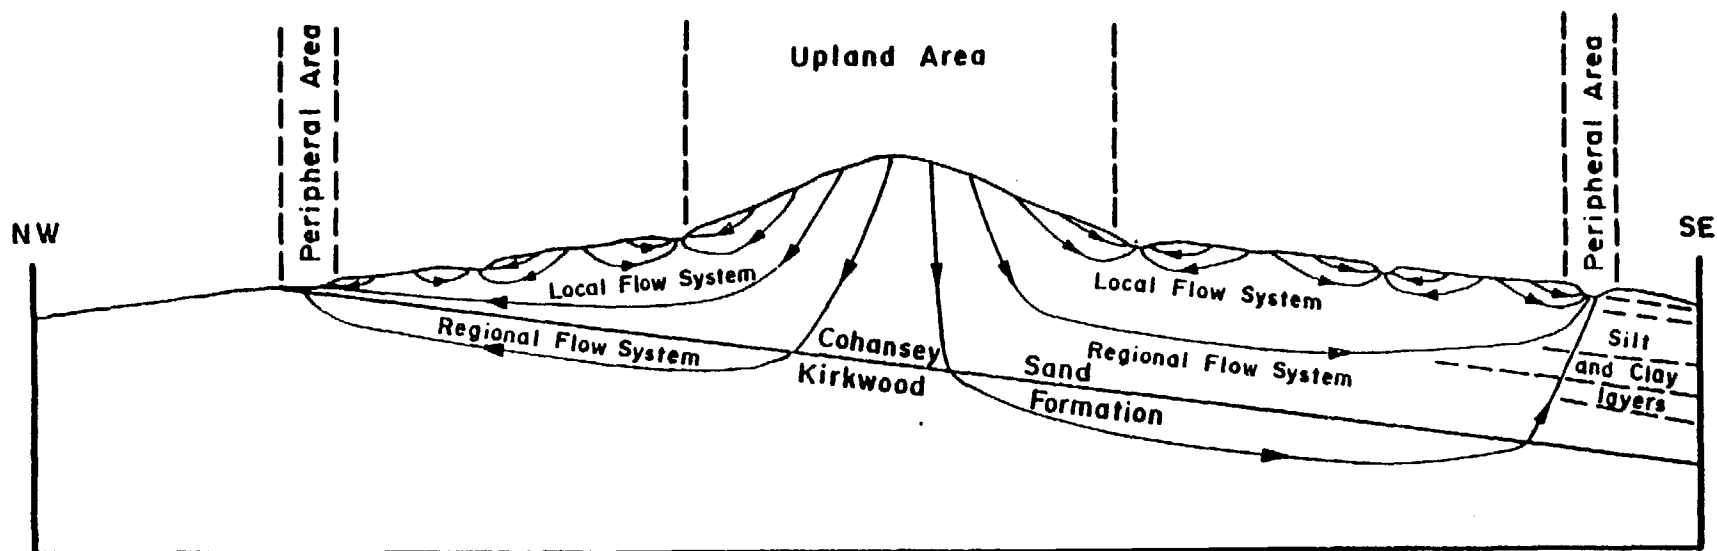 Upland Area
Peripheral Area
Peripheral Area
NW
SE
Local Flow System
Local Flow System
Regional Flow System
Regional Flow System
Cohansey Sand
Kirkwood Formation
Silt
and Clay
layers